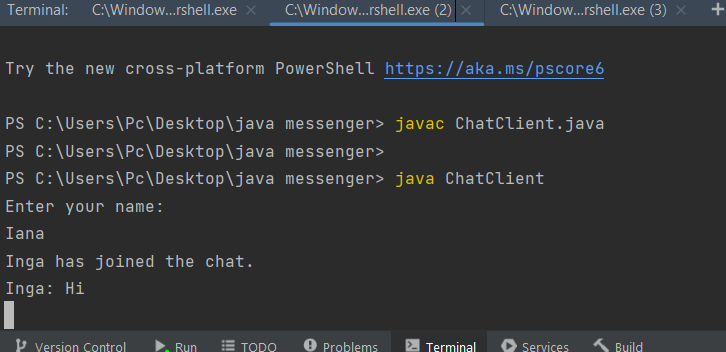 Terminal: C:\Window...rshell.exe × C:\Window...rshell.exe (2) × C:\Window...rshell.exe (3) × +
Try the new cross-platform PowerShell https://aka.ms/pscore6
PS C:\Users\Pc\Desktop\java messenger> javac ChatClient.java
PS C:\Users\Pc\Desktop\java messenger>
PS C:\Users\Pc\Desktop\java messenger> java ChatClient
Enter your name:
Iana
Inga has joined the chat.
Inga: Hi
Version Control Run TODO Problems Terminal Services Build